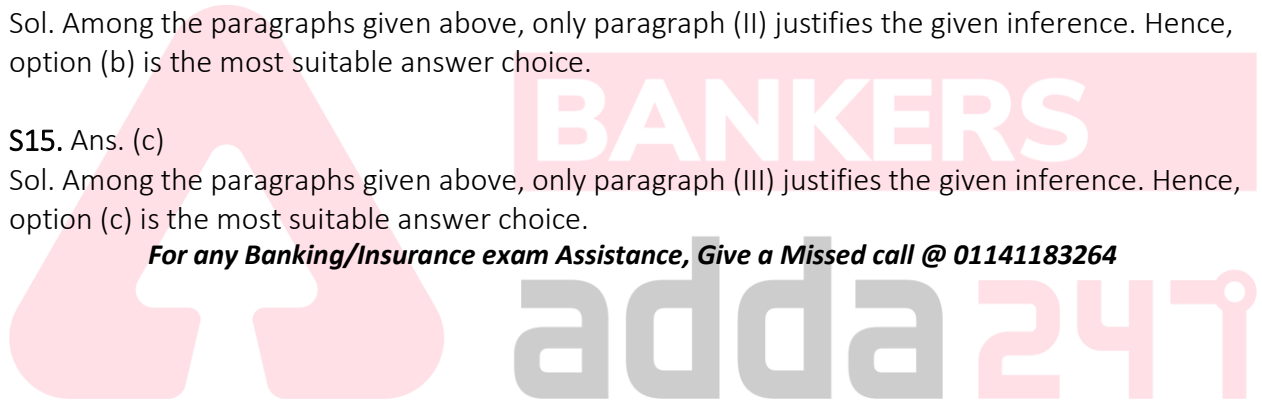 Sol. Among the paragraphs given above, only paragraph (II) justifies the given inference. Hence,
option (b) is the most suitable answer choice.
BANKERS
S15. Ans. (c)
Sol. Among the paragraphs given above, only paragraph (III) justifies the given inference. Hence,
option (c) is the most suitable answer choice.
For any Banking/Insurance exam Assistance, Give a Missed call @ 01141183264
adda247